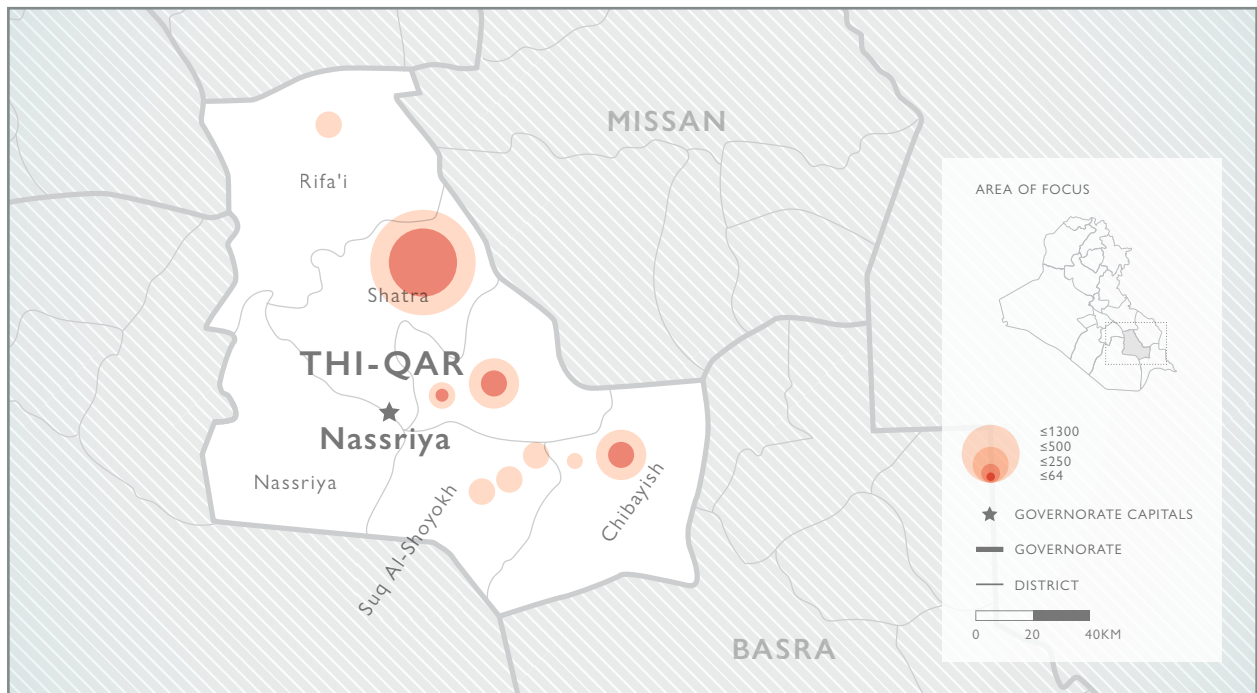 MISSAN
Rifa'i
Shatra
THI-QAR
Nassriya
Nassriya
Suq Al-Shoyokh
Chibayish
BASRA
AREA OF FOCUS
≤1300
≤500
≤250
≤64
GOVERNORATE CAPITALS
GOVERNORATE
DISTRICT
0 20 40KM